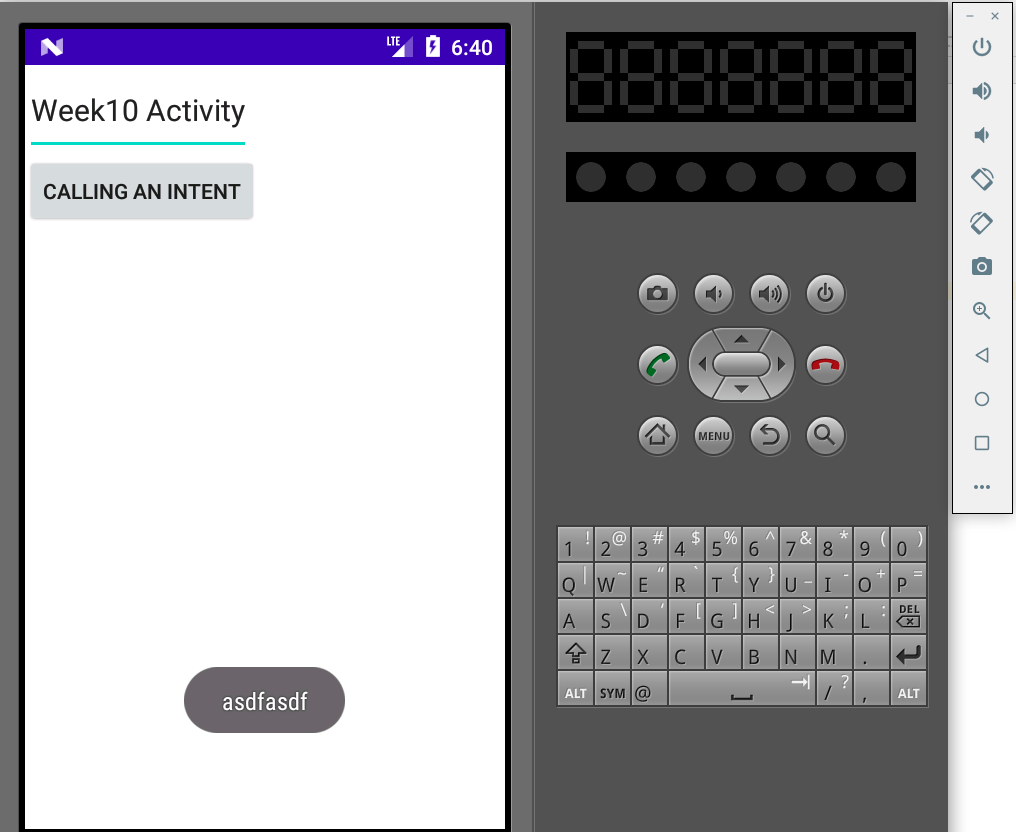 LTE 6:40
Week10 Activity
CALLING AN INTENT
asdfasdf
MENU
1 ! 2 @ 3 # 4 $ 5 % 6 ^ 7 & 8 * 9 ( 0 )
Q | W ~ E “ R ` T { Y } U _ I - O + P =
A S \ D ‘ F [ G ] H < J > K ; L : DEL
Z X C V B N M .
ALT SYM @ / ? , ALT